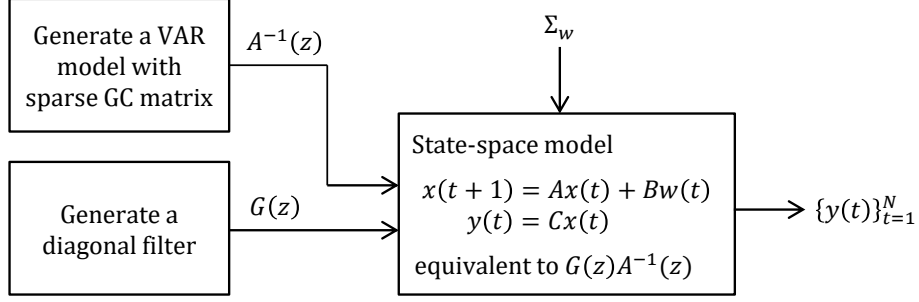 Generate a VAR
model with
sparse GC matrix
A⁻¹(z)
Σ_w
Generate a
diagonal filter
G(z)
State-space model
x(t + 1) = Ax(t) + Bw(t)
y(t) = Cx(t)
equivalent to G(z)A⁻¹(z)
{y(t)}ᴺₜ₌₁